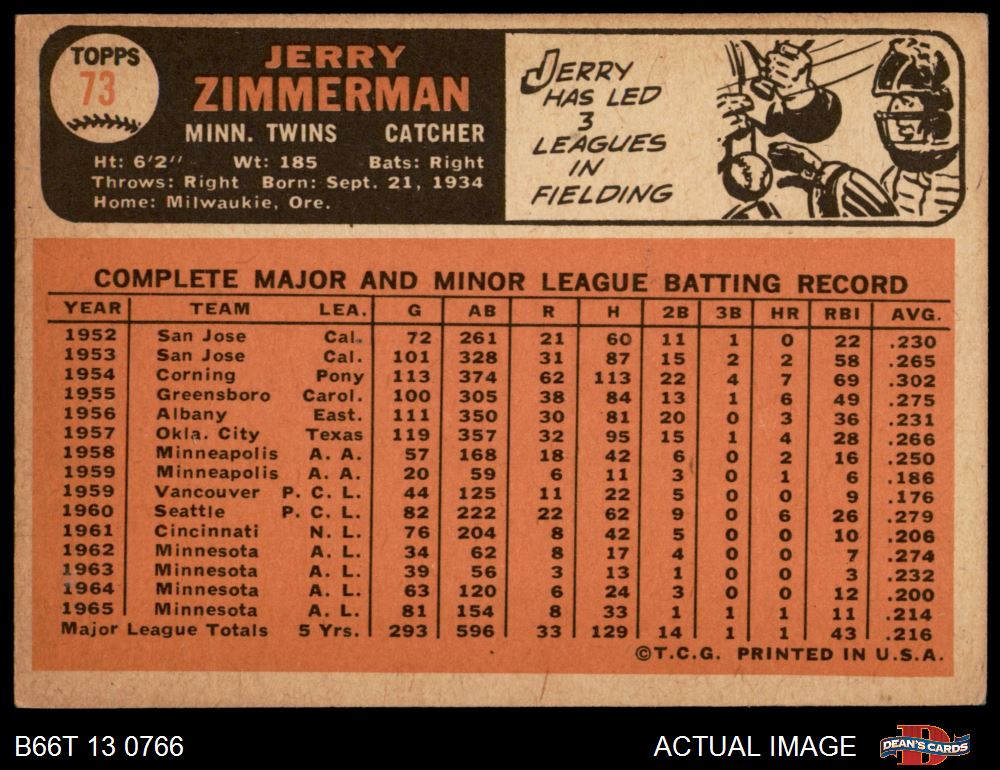 TOPPS
73
JERRY
ZIMMERMAN
MINN. TWINS CATCHER
Ht: 6'2" Wt: 185 Bats: Right
Throws: Right Born: Sept. 21, 1934
Home: Milwaukie, Ore.
JERRY
HAS LED
3
LEAGUES
IN
FIELDING
COMPLETE MAJOR AND MINOR LEAGUE BATTING RECORD
YEAR TEAM LEA. G AB R H 2B 3B HR RBI AVG.
1952 San Jose Cal. 72 261 21 60 11 1 0 22 .230
1953 San Jose Cal. 101 328 31 87 15 2 2 58 .265
1954 Corning Pony 113 374 62 113 22 4 7 69 .302
1955 Greensboro Carol. 100 305 38 84 13 1 6 49 .275
1956 Albany East. 111 350 30 81 20 0 3 36 .231
1957 Okla. City Texas 119 357 32 95 15 1 4 28 .266
1958 Minneapolis A. A. 57 168 18 42 6 0 2 16 .250
1959 Minneapolis A. A. 20 59 6 11 3 0 1 6 .186
1959 Vancouver P. C. L. 44 125 11 22 5 0 0 9 .176
1960 Seattle P. C. L. 82 222 22 62 9 0 6 26 .279
1961 Cincinnati N. L. 76 204 8 42 5 0 0 10 .206
1962 Minnesota A. L. 34 62 8 17 4 0 0 7 .274
1963 Minnesota A. L. 39 56 3 13 1 0 0 3 .232
1964 Minnesota A. L. 63 120 6 24 3 0 0 12 .200
1965 Minnesota A. L. 81 154 8 33 1 1 1 11 .214
Major League Totals 5 Yrs. 293 596 33 129 14 1 1 43 .216
©T.C.G. PRINTED IN U.S.A.
B66T 13 0766
ACTUAL IMAGE
D
DEAN'S CARDS